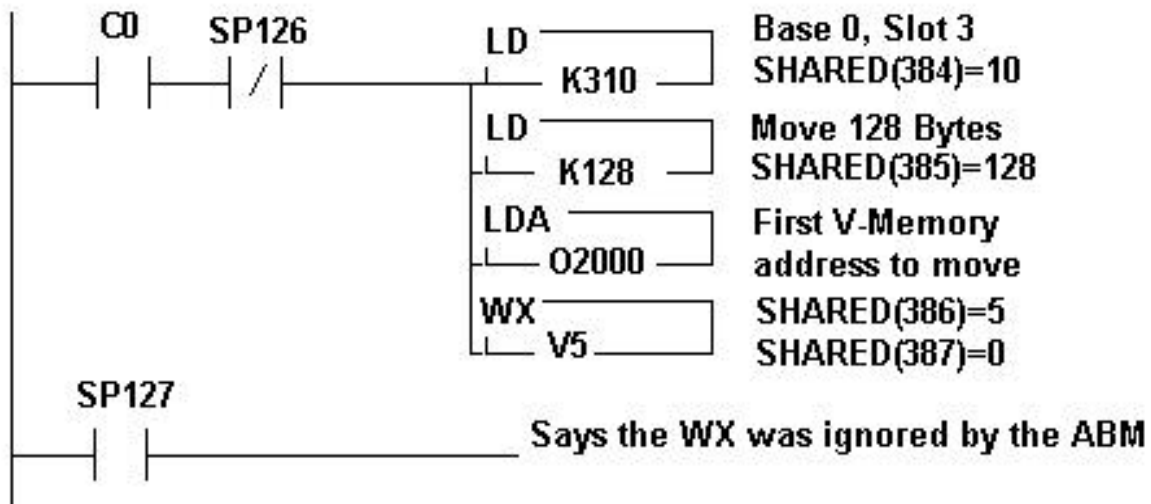 C0 SP126
LD Base 0, Slot 3
K310 SHARED(384)=10
LD Move 128 Bytes
K128 SHARED(385)=128
LDA First V-Memory
O2000 address to move
WX SHARED(386)=5
V5 SHARED(387)=0
SP127
Says the WX was ignored by the ABM